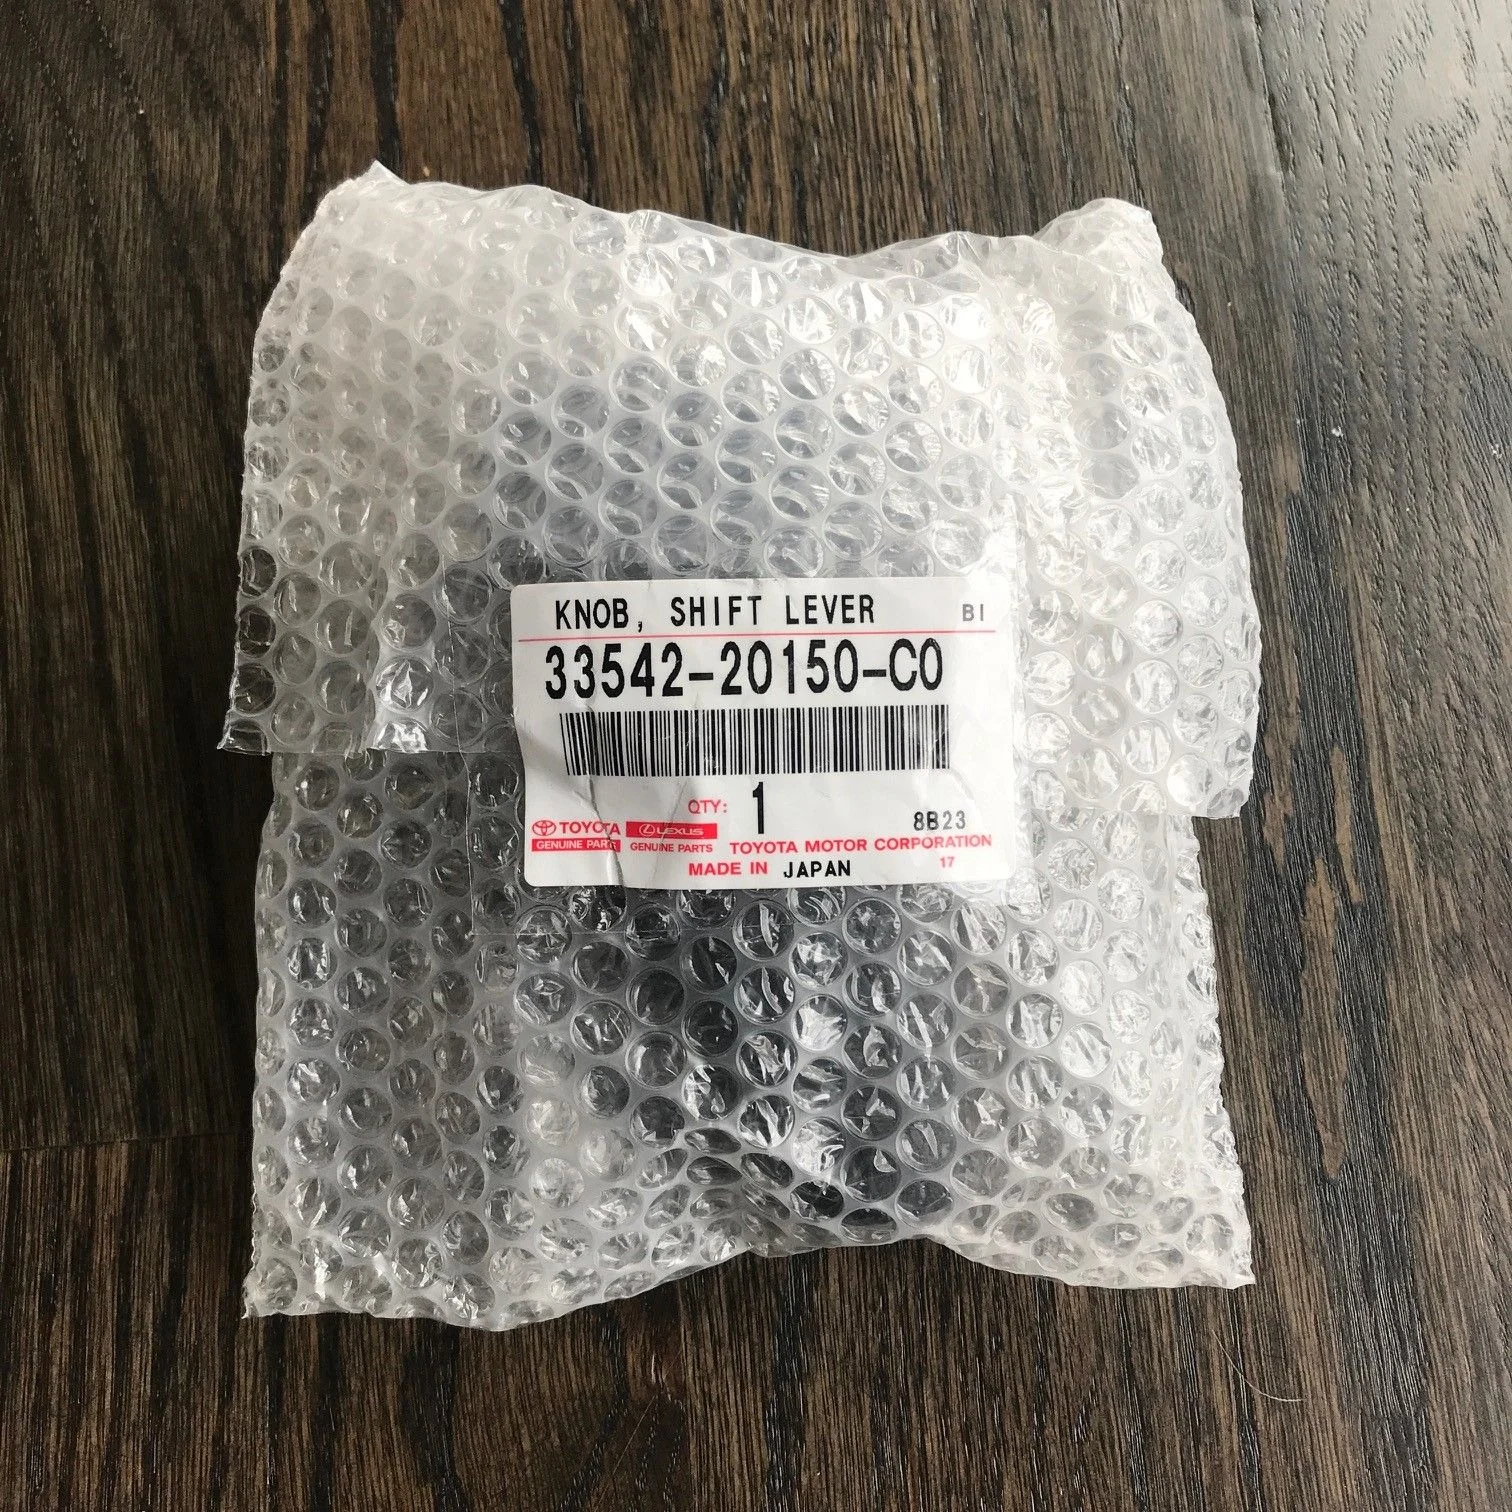 KNOB, SHIFT LEVER BI
33542-20150-C0
QTY: 1 8B23
TOYOTA LEXUS
GENUINE PARTS GENUINE PARTS TOYOTA MOTOR CORPORATION
MADE IN JAPAN 17